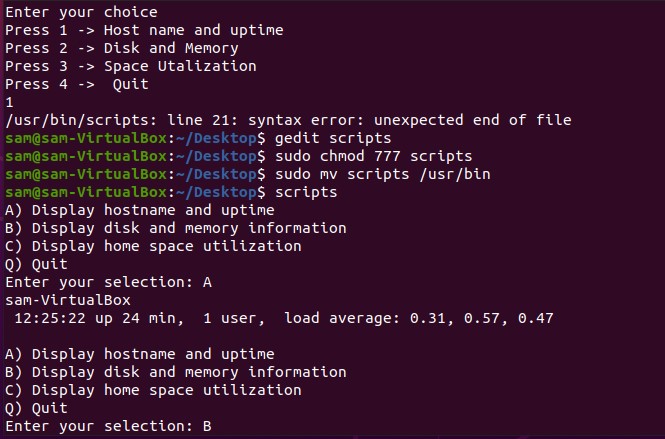 Enter your choice
Press 1 -> Host name and uptime
Press 2 -> Disk and Memory
Press 3 -> Space Utalization
Press 4 ->  Quit
1
/usr/bin/scripts: line 21: syntax error: unexpected end of file
sam@sam-VirtualBox:~/Desktop$ gedit scripts
sam@sam-VirtualBox:~/Desktop$ sudo chmod 777 scripts
sam@sam-VirtualBox:~/Desktop$ sudo mv scripts /usr/bin
sam@sam-VirtualBox:~/Desktop$ scripts
A) Display hostname and uptime
B) Display disk and memory information
C) Display home space utilization
Q) Quit
Enter your selection: A
sam-VirtualBox
 12:25:22 up 24 min,  1 user,  load average: 0.31, 0.57, 0.47

A) Display hostname and uptime
B) Display disk and memory information
C) Display home space utilization
Q) Quit
Enter your selection: B